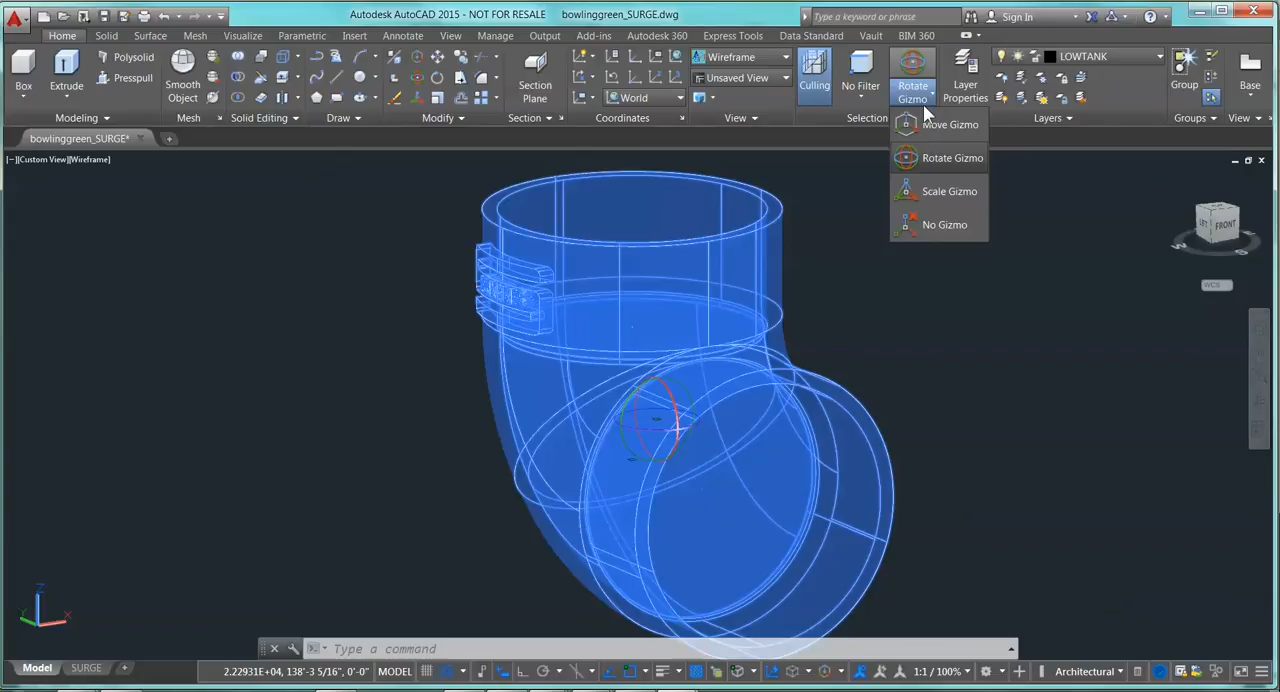 Autodesk AutoCAD 2015 - NOT FOR RESALE bowlinggreen_SURGE.dwg
Type a keyword or phrase
Sign In
Home Solid Surface Mesh Visualize Parametric Insert Annotate View Manage Output Add-ins Autodesk 360 Express Tools Data Standard Vault BIM 360
Box
Extrude
Polysolid
Presspull
Smooth Object
Section Plane
World
Wireframe
Unsaved View
Culling
No Filter
Rotate Gizmo
Layer Properties
LOWTANK
Group
Base
Modeling Mesh Solid Editing Draw Modify Section Coordinates View Selection Layers Groups View
bowlinggreen_SURGE*
[−][Custom View][Wireframe]
Move Gizmo
Rotate Gizmo
Scale Gizmo
No Gizmo
LEFT FRONT
W
S
WCS
Z
Y
X
Type a command
Model SURGE
2.22931E+04, 138'-3 5/16", 0'-0" MODEL 1:1 / 100% Architectural